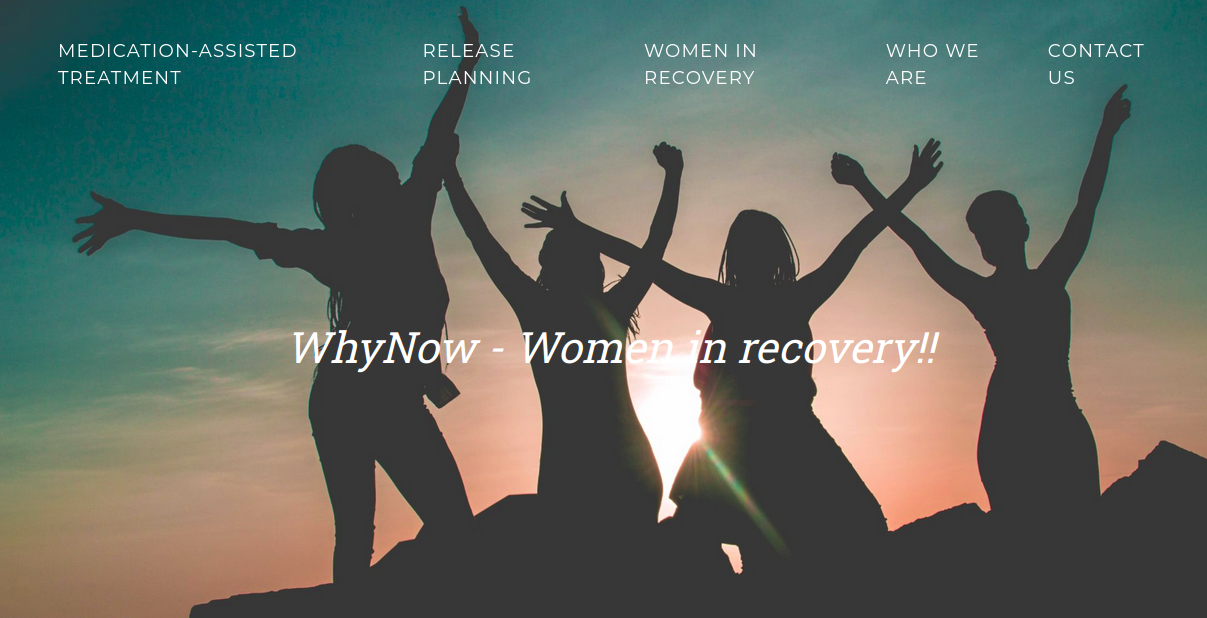 MEDICATION-ASSISTED
TREATMENT
RELEASE
PLANNING
WOMEN IN
RECOVERY
WHO WE
ARE
CONTACT
US
WhyNow - Women in recovery!!